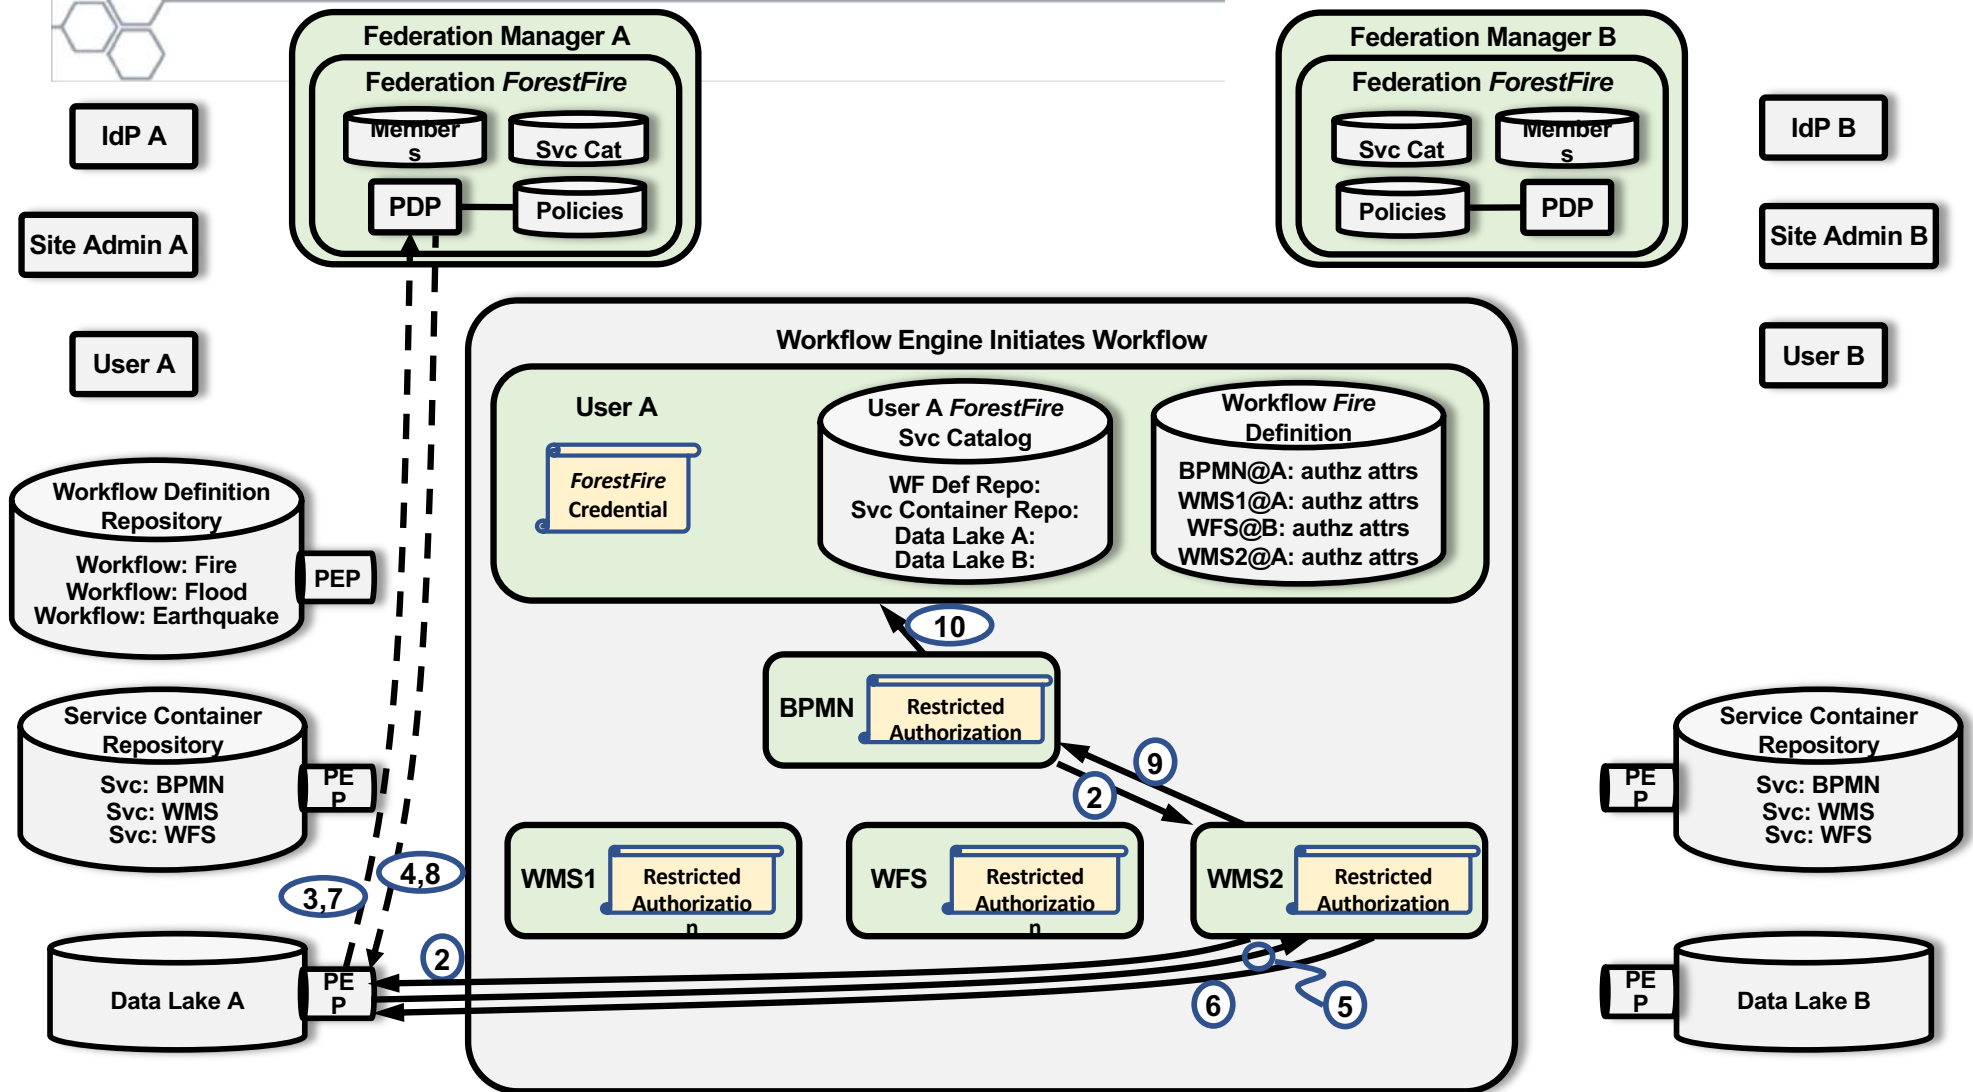 Federation Manager A
Federation ForestFire
Member
s
Svc Cat
PDP
Policies
Federation Manager B
Federation ForestFire
Svc Cat
Member
s
Policies
PDP
IdP A
Site Admin A
User A
IdP B
Site Admin B
User B
Workflow Engine Initiates Workflow
User A
ForestFire
Credential
User A ForestFire
Svc Catalog
WF Def Repo:
Svc Container Repo:
Data Lake A:
Data Lake B:
Workflow Fire
Definition
BPMN@A: authz attrs
WMS1@A: authz attrs
WFS@B: authz attrs
WMS2@A: authz attrs
Workflow Definition
Repository
Workflow: Fire
Workflow: Flood
Workflow: Earthquake
PEP
10
BPMN
Restricted
Authorization
Service Container
Repository
Svc: BPMN
Svc: WMS
Svc: WFS
PE
P
9
2
PE
P
Service Container
Repository
Svc: BPMN
Svc: WMS
Svc: WFS
3,7
4,8
WMS1
Restricted
Authorizatio
n
WFS
Restricted
Authorizatio
n
WMS2
Restricted
Authorization
2
Data Lake A
PE
P
6
5
PE
P
Data Lake B